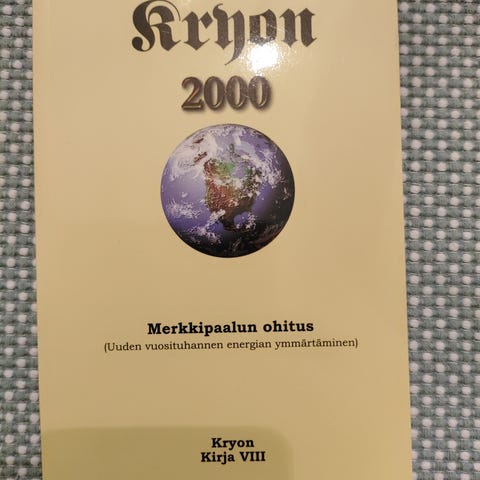 Kryon
2000
Merkkipaalun ohitus
(Uuden vuosituhannen energian ymmärtäminen)
Kryon
Kirja VIII